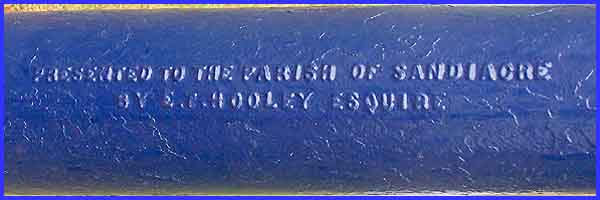 PRESENTED TO THE PARISH OF SANDIACRE
BY E.T. HOOLEY ESQUIRE